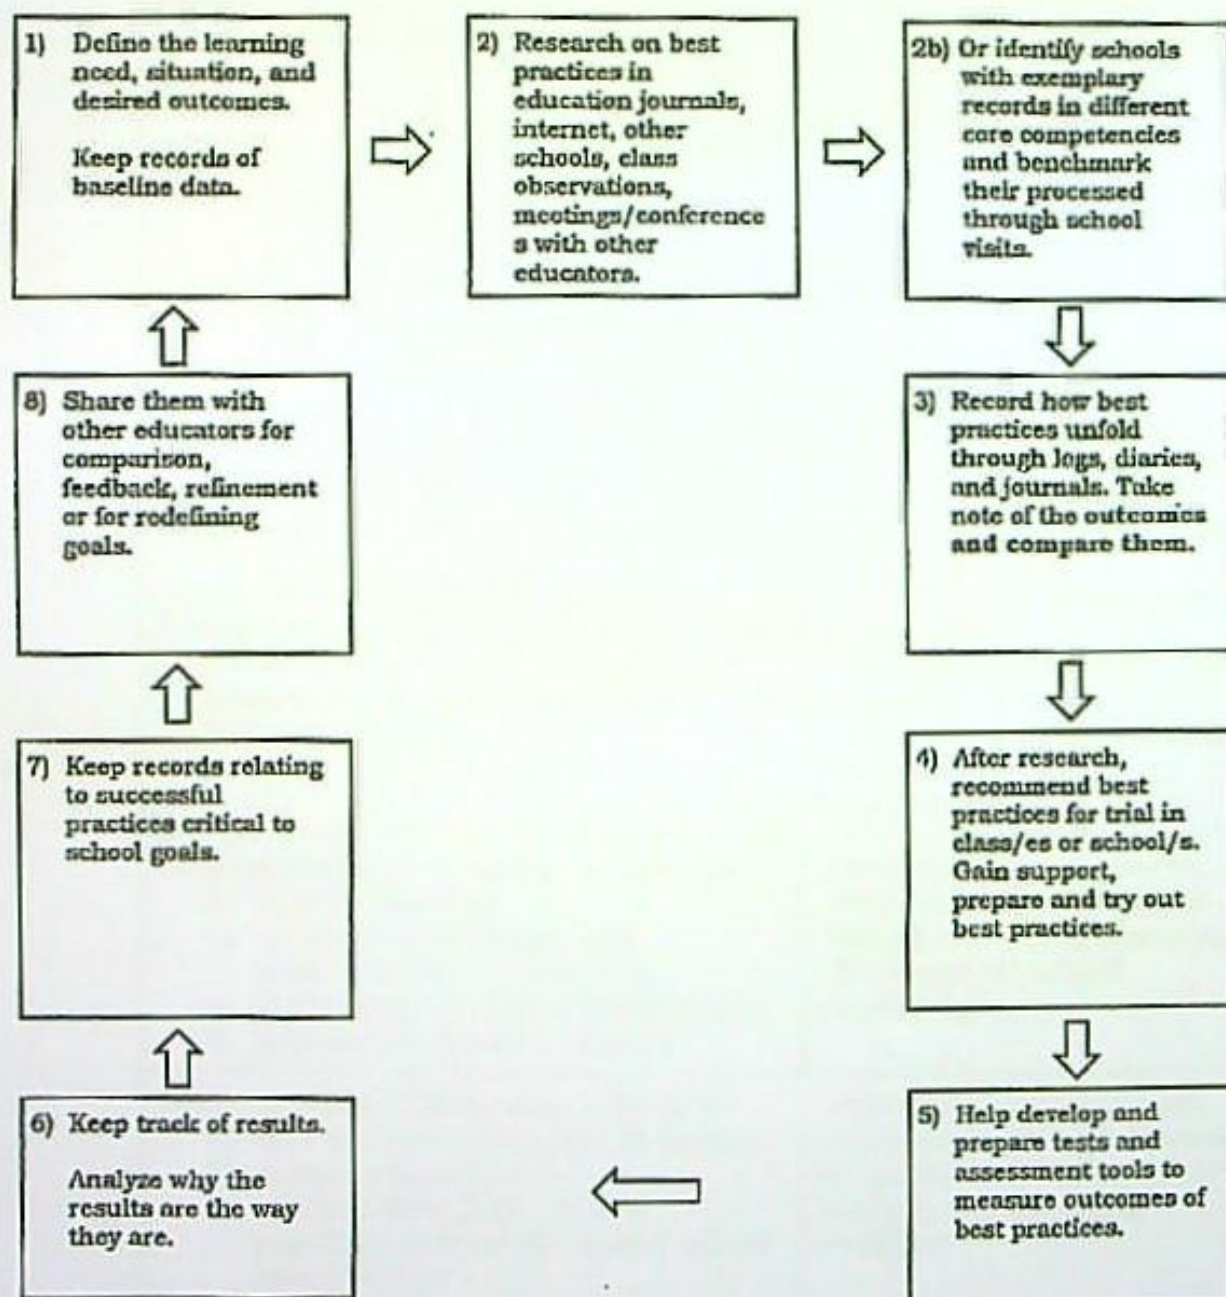 1) Define the learning
need, situation, and
desired outcomes.
Keep records of
baseline data.
2) Research on best
practices in
education journals,
internet, other
schools, class
observations,
meetings/conference
s with other
educators.
2b) Or identify schools
with exemplary
records in different
core competencies
and benchmark
their processed
through school
visits.
3) Record how best
practices unfold
through logs, diaries,
and journals. Take
note of the outcomes
and compare them.
4) After research,
recommend best
practices for trial in
class/es or school/s.
Gain support,
prepare and try out
best practices.
5) Help develop and
prepare tests and
assessment tools to
measure outcomes of
best practices.
6) Keep track of results.
Analyze why the
results are the way
they are.
7) Keep records relating
to successful
practices critical to
school goals.
8) Share them with
other educators for
comparison,
feedback, refinement
or for redefining
goals.